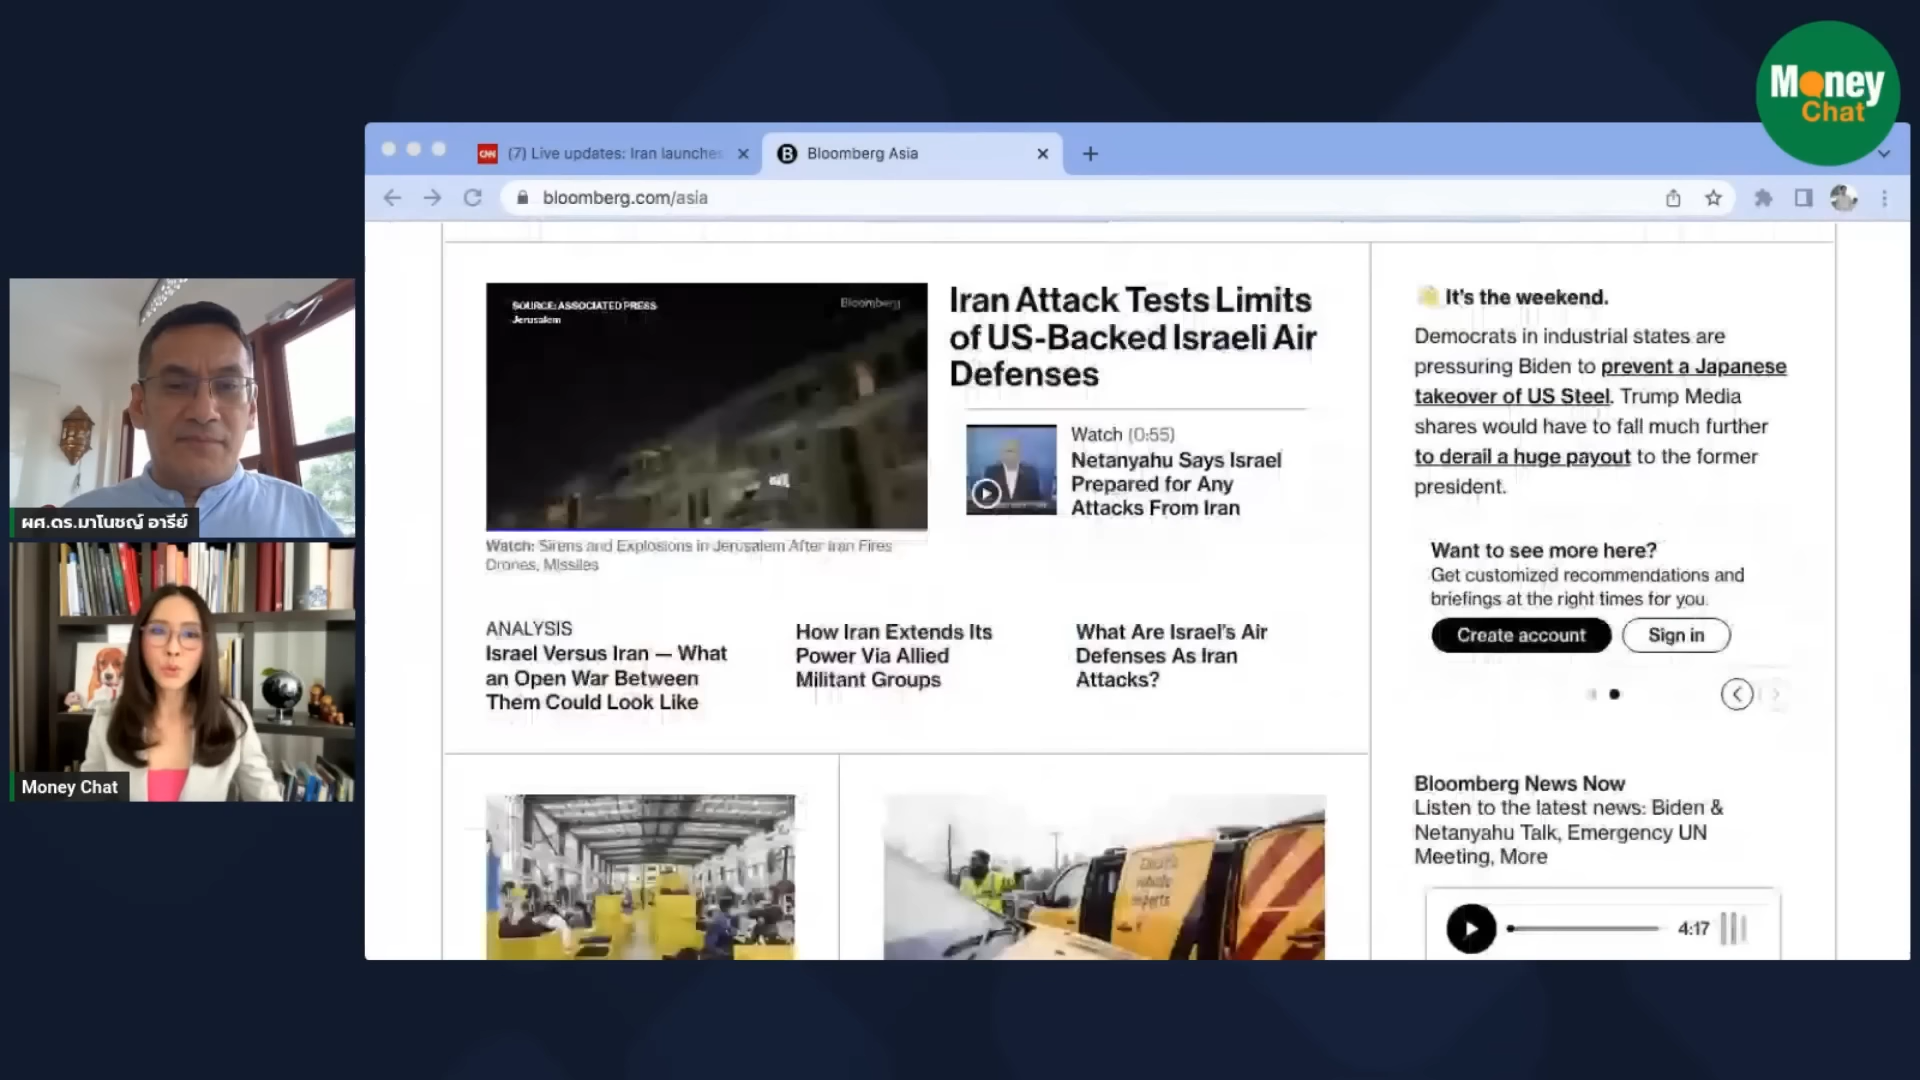 Money
Chat
(7) Live updates: Iran launches
Bloomberg Asia
bloomberg.com/asia
SOURCE: ASSOCIATED PRESS
Jerusalem
Bloomberg
Watch: Sirens and Explosions in Jerusalem After Iran Fires
Drones, Missiles
Iran Attack Tests Limits
of US-Backed Israeli Air
Defenses
Watch (0:55)
Netanyahu Says Israel
Prepared for Any
Attacks From Iran
ANALYSIS
Israel Versus Iran — What
an Open War Between
Them Could Look Like
How Iran Extends Its
Power Via Allied
Militant Groups
What Are Israel's Air
Defenses As Iran
Attacks?
It's the weekend.
Democrats in industrial states are
pressuring Biden to prevent a Japanese
takeover of US Steel. Trump Media
shares would have to fall much further
to derail a huge payout to the former
president.
Want to see more here?
Get customized recommendations and
briefings at the right times for you.
Create account
Sign in
Bloomberg News Now
Listen to the latest news: Biden &
Netanyahu Talk, Emergency UN
Meeting, More
4:17
ผศ.ดร.มาโนชญ์ อารีย์
Money Chat